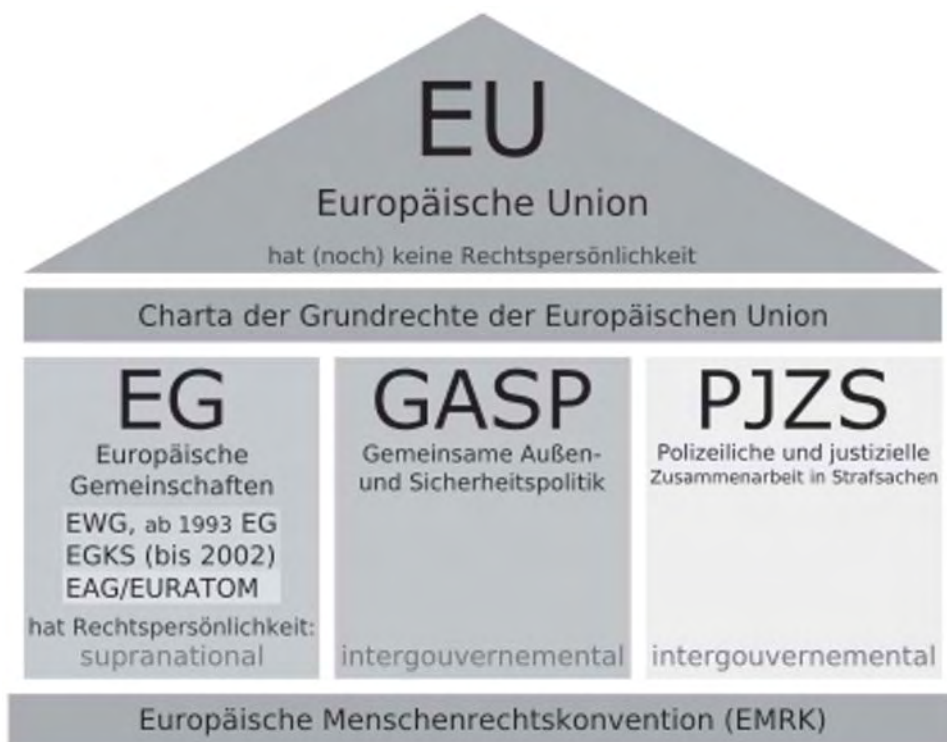 EU
Europäische Union
hat (noch) keine Rechtspersönlichkeit
Charta der Grundrechte der Europäischen Union
EG
Europäische
Gemeinschaften
EWG, ab 1993 EG
EGKS (bis 2002)
EAG/EURATOM
hat Rechtspersönlichkeit:
supranational
GASP
Gemeinsame Außen-
und Sicherheitspolitik
intergouvernemental
PJZS
Polizeiliche und justizielle
Zusammenarbeit in Strafsachen
intergouvernemental
Europäische Menschenrechtskonvention (EMRK)